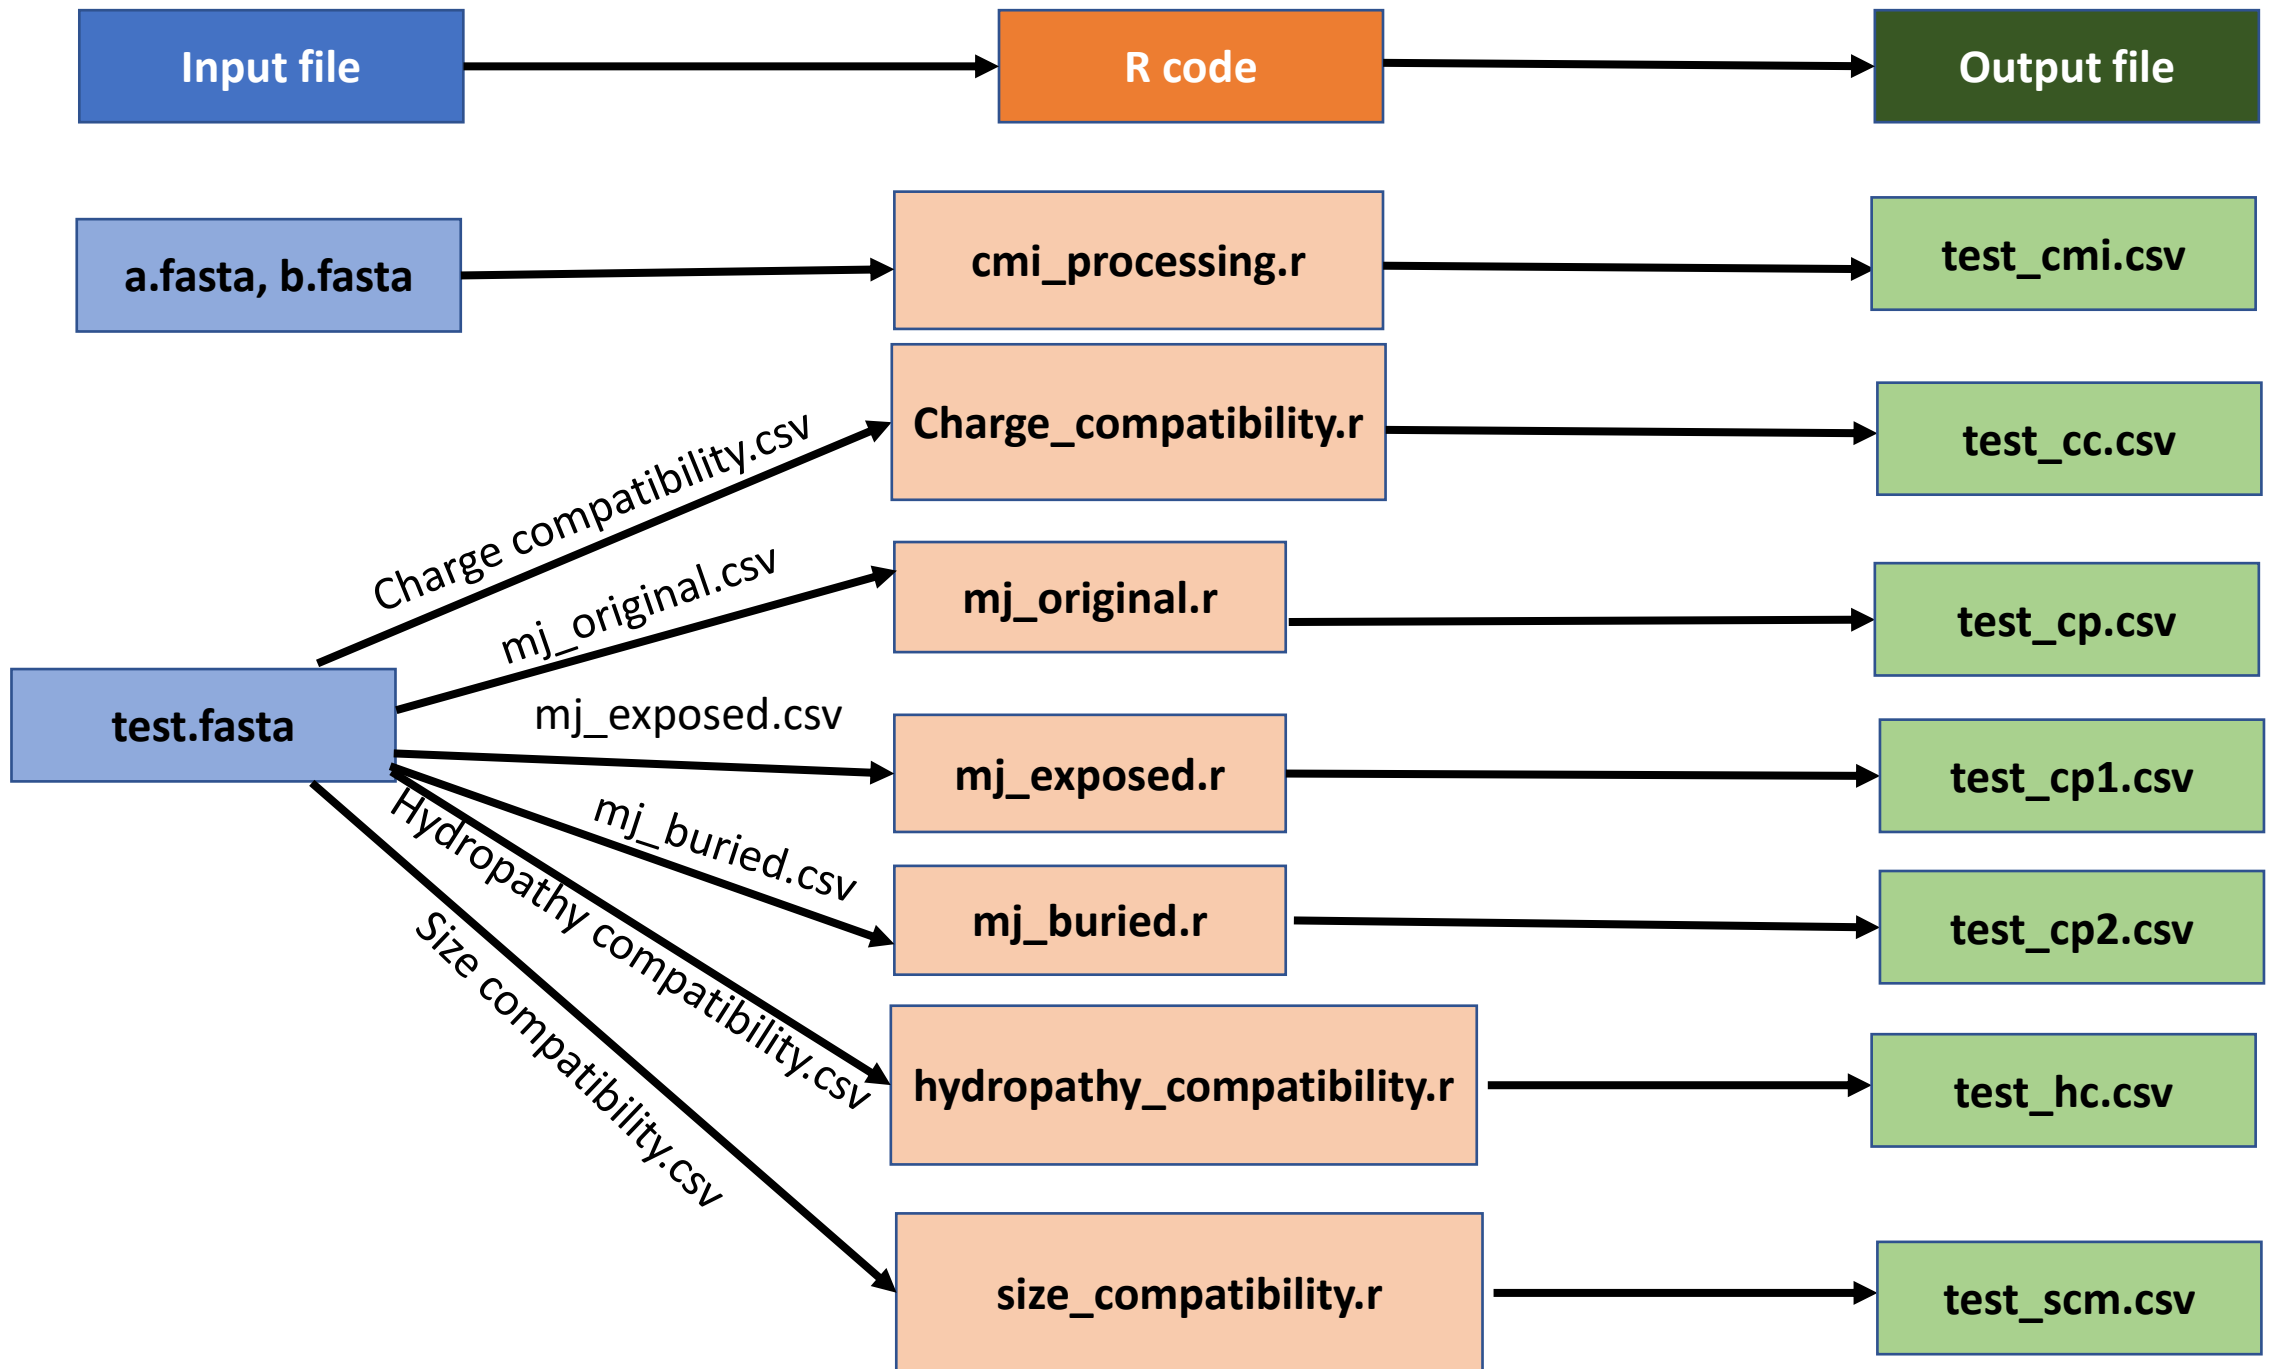 Input file
R code
Output file
a.fasta, b.fasta
cmi_processing.r
test_cmi.csv
Charge compatibility.csv
Charge_compatibility.r
test_cc.csv
mj_original.csv
mj_original.r
test_cp.csv
test.fasta
mj_exposed.csv
mj_exposed.r
test_cp1.csv
mj_buried.csv
mj_buried.r
test_cp2.csv
Hydropathy compatibility.csv
hydropathy_compatibility.r
test_hc.csv
Size compatibility.csv
size_compatibility.r
test_scm.csv